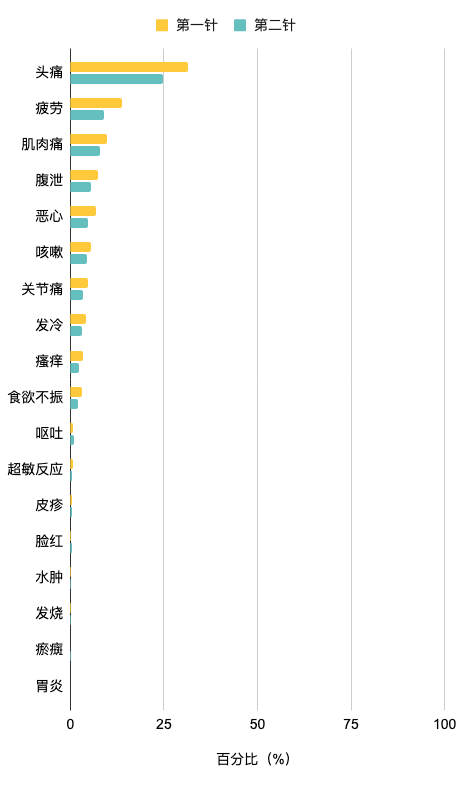 第一针 第二针
头痛
疲劳
肌肉痛
腹泄
恶心
咳嗽
关节痛
发冷
瘙痒
食欲不振
呕吐
超敏反应
皮疹
脸红
水肿
发烧
瘀斑
胃炎
0 25 50 75 100
百分比（%）